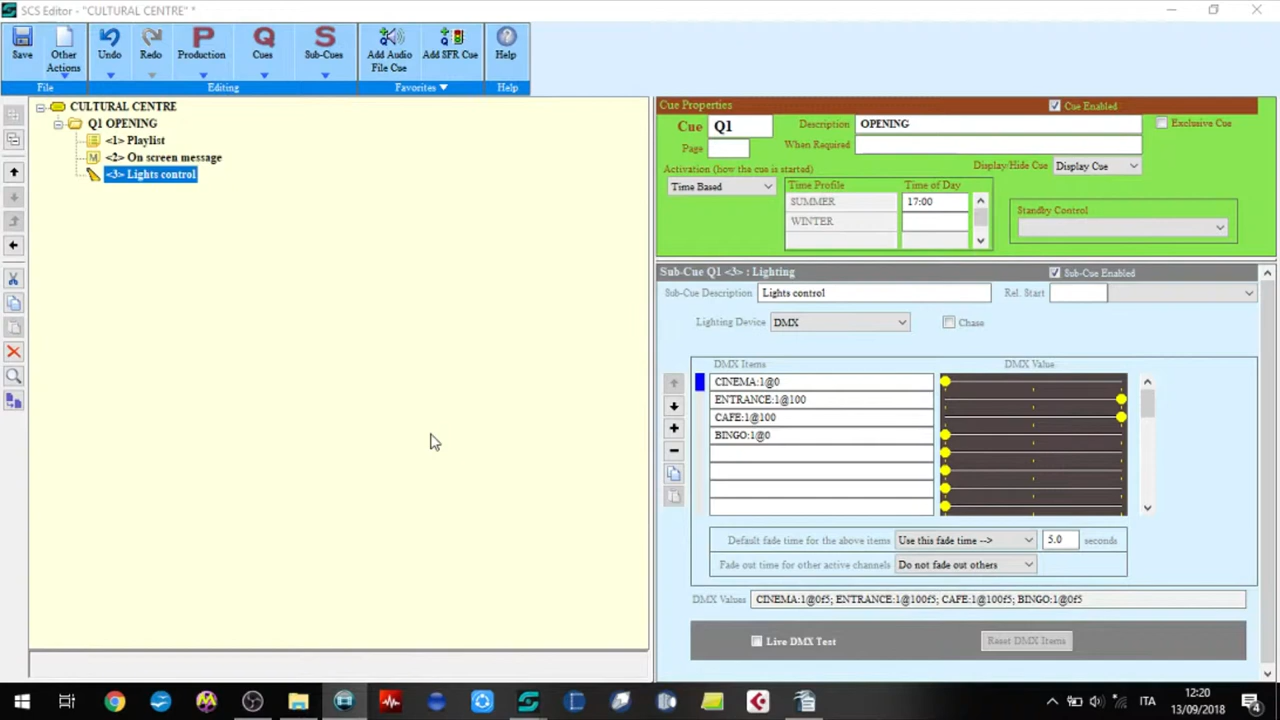 SCS Editor - "CULTURAL CENTRE" *
Save Other Actions Undo Redo Production Cues Sub-Cues Add Audio File Cue Add SFR Cue Help
File Editing Favorites Help
CULTURAL CENTRE
Q1 OPENING
<1> Playlist
<2> On screen message
<3> Lights control
Cue Properties Cue Enabled
Cue Q1 Description OPENING Exclusive Cue
Page When Required
Activation (how the cue is started) Display/Hide Cue Display Cue
Time Based Time Profile Time of Day
SUMMER 17:00
WINTER
Standby Control
Sub-Cue Q1 <3> : Lighting Sub-Cue Enabled
Sub-Cue Description Lights control Rel. Start
Lighting Device DMX Chase
DMX Items DMX Value
CINEMA:1@0
ENTRANCE:1@100
CAFE:1@100
BINGO:1@0
Default fade time for the above items Use this fade time --> 5.0 seconds
Fade out time for other active channels Do not fade out others
DMX Values CINEMA:1@0f5; ENTRANCE:1@100f5; CAFE:1@100f5; BINGO:1@0f5
Live DMX Test Reset DMX Items
ITA 12:20
13/09/2018 4